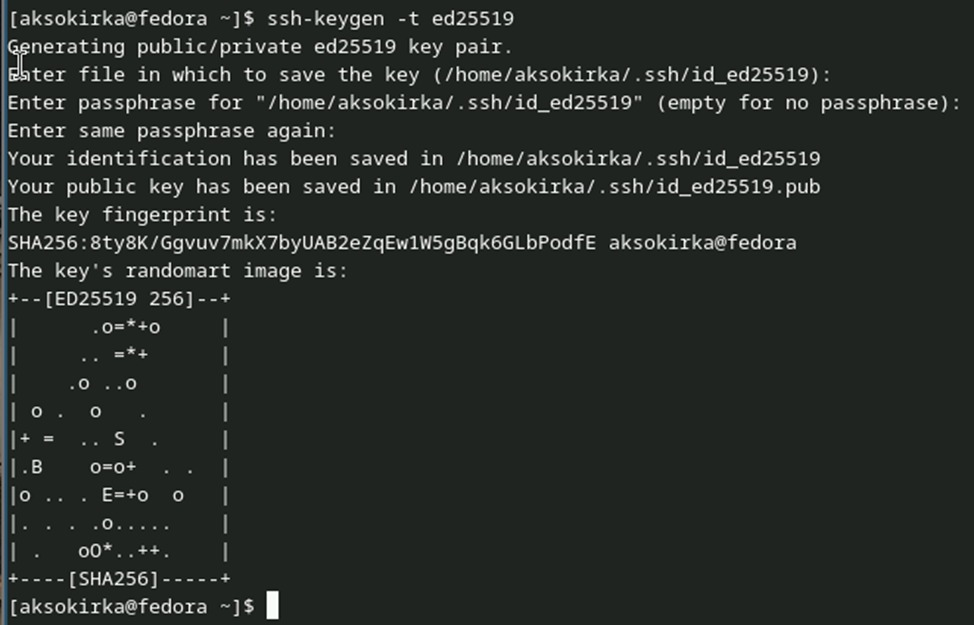 [aksokirka@fedora ~]$ ssh-keygen -t ed25519
Generating public/private ed25519 key pair.
Enter file in which to save the key (/home/aksokirka/.ssh/id_ed25519):
Enter passphrase for "/home/aksokirka/.ssh/id_ed25519" (empty for no passphrase):
Enter same passphrase again:
Your identification has been saved in /home/aksokirka/.ssh/id_ed25519
Your public key has been saved in /home/aksokirka/.ssh/id_ed25519.pub
The key fingerprint is:
SHA256:8ty8K/Ggvuv7mkX7byUAB2eZqEw1W5gBqk6GLbPodfE aksokirka@fedora
The key's randomart image is:
+--[ED25519 256]--+
|      .o=*+o     |
|     .. =*+      |
|    .o ..o       |
| o .  o   .      |
|+ =  .. S  .     |
|.B    o=o+  . .  |
|o .. . E=+o  o   |
|. . . .o.....    |
| .   oO*..++.    |
+----[SHA256]-----+
[aksokirka@fedora ~]$